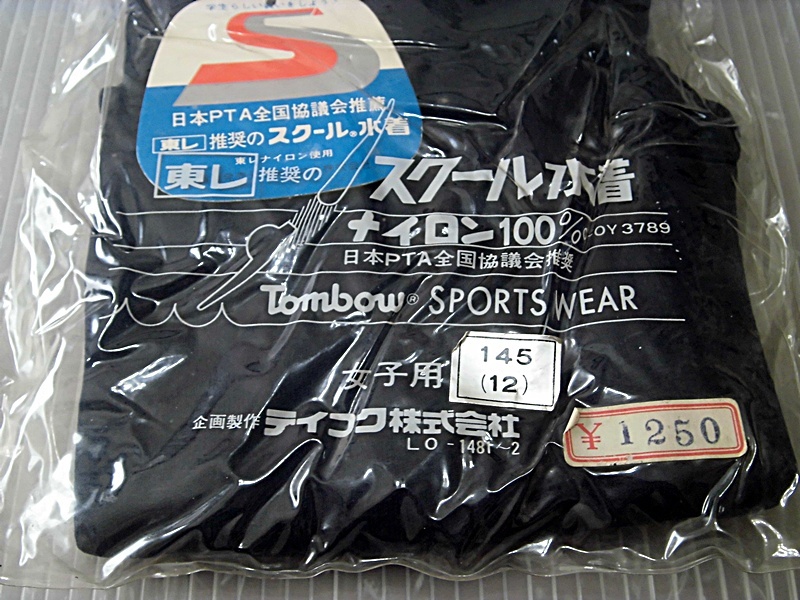 S
日本PTA全国協議会推薦
東レ 推奨のスクール水着
東レナイロン使用
東レ 推奨の スクール水着
ナイロン100%
OY3789
日本PTA全国協議会推奨
Tombow® SPORTS WEAR
女子用
145
(12)
企画製作 テイコク株式会社
LO-1481~2
¥1250